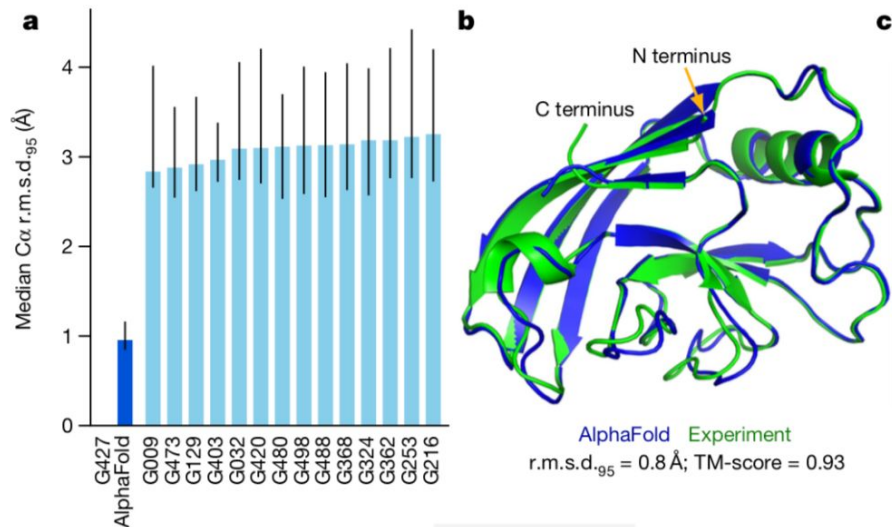 a
Median Cα r.m.s.d.95 (Å)
4
3
2
1
0
G427
AlphaFold
G009
G473
G129
G403
G032
G420
G480
G498
G488
G368
G324
G362
G253
G216
b
N terminus
C terminus
AlphaFold Experiment
r.m.s.d.95 = 0.8 Å; TM-score = 0.93
c